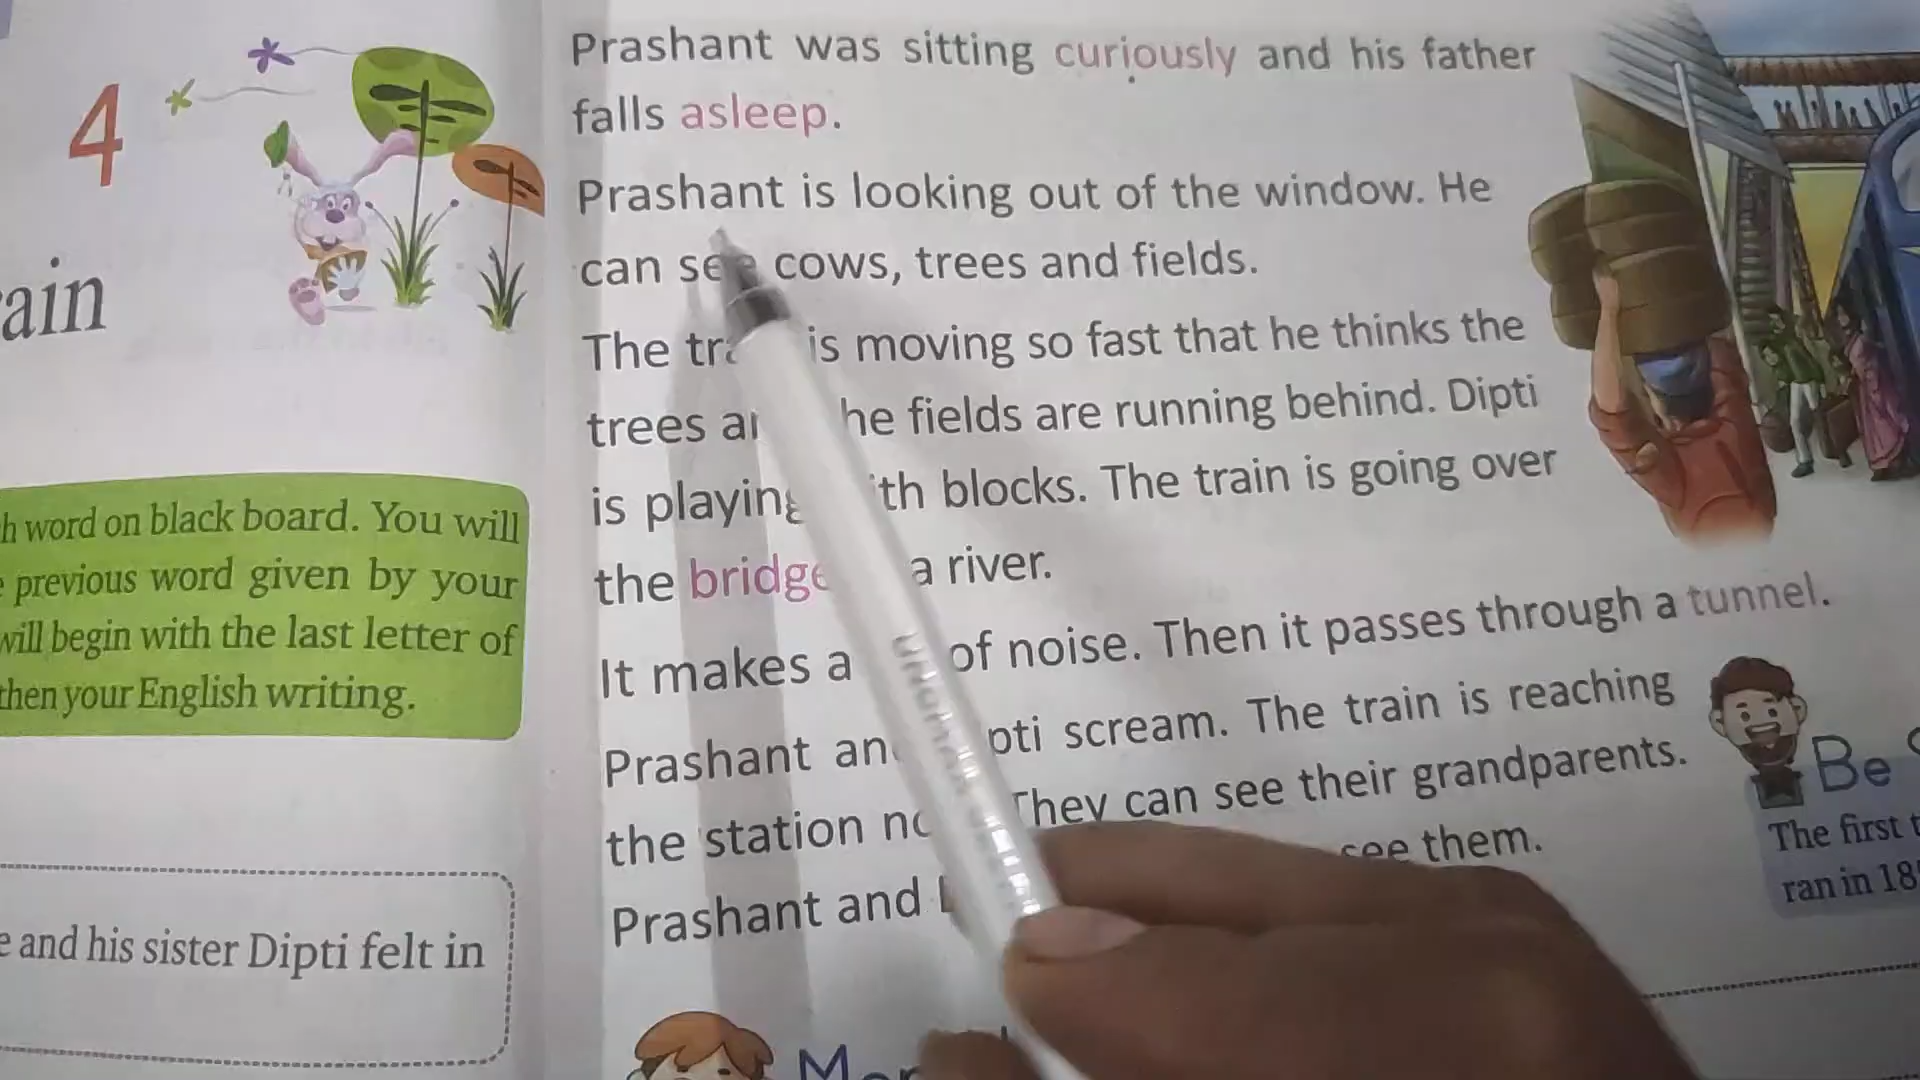 4
ain
h word on black board. You will
previous word given by your
will begin with the last letter of
then your English writing.
e and his sister Dipti felt in
Prashant was sitting curiously and his father
falls asleep.
Prashant is looking out of the window. He
can see cows, trees and fields.
The is moving so fast that he thinks the
trees he fields are running behind. Dipti
is playing th blocks. The train is going over
the bridge a river.
It makes a of noise. Then it passes through a tunnel.
Prashant an pti scream. The train is reaching
the station They can see their grandparents.
Prashant and see them.
Be
The first t
ran in 18
UNOMAX